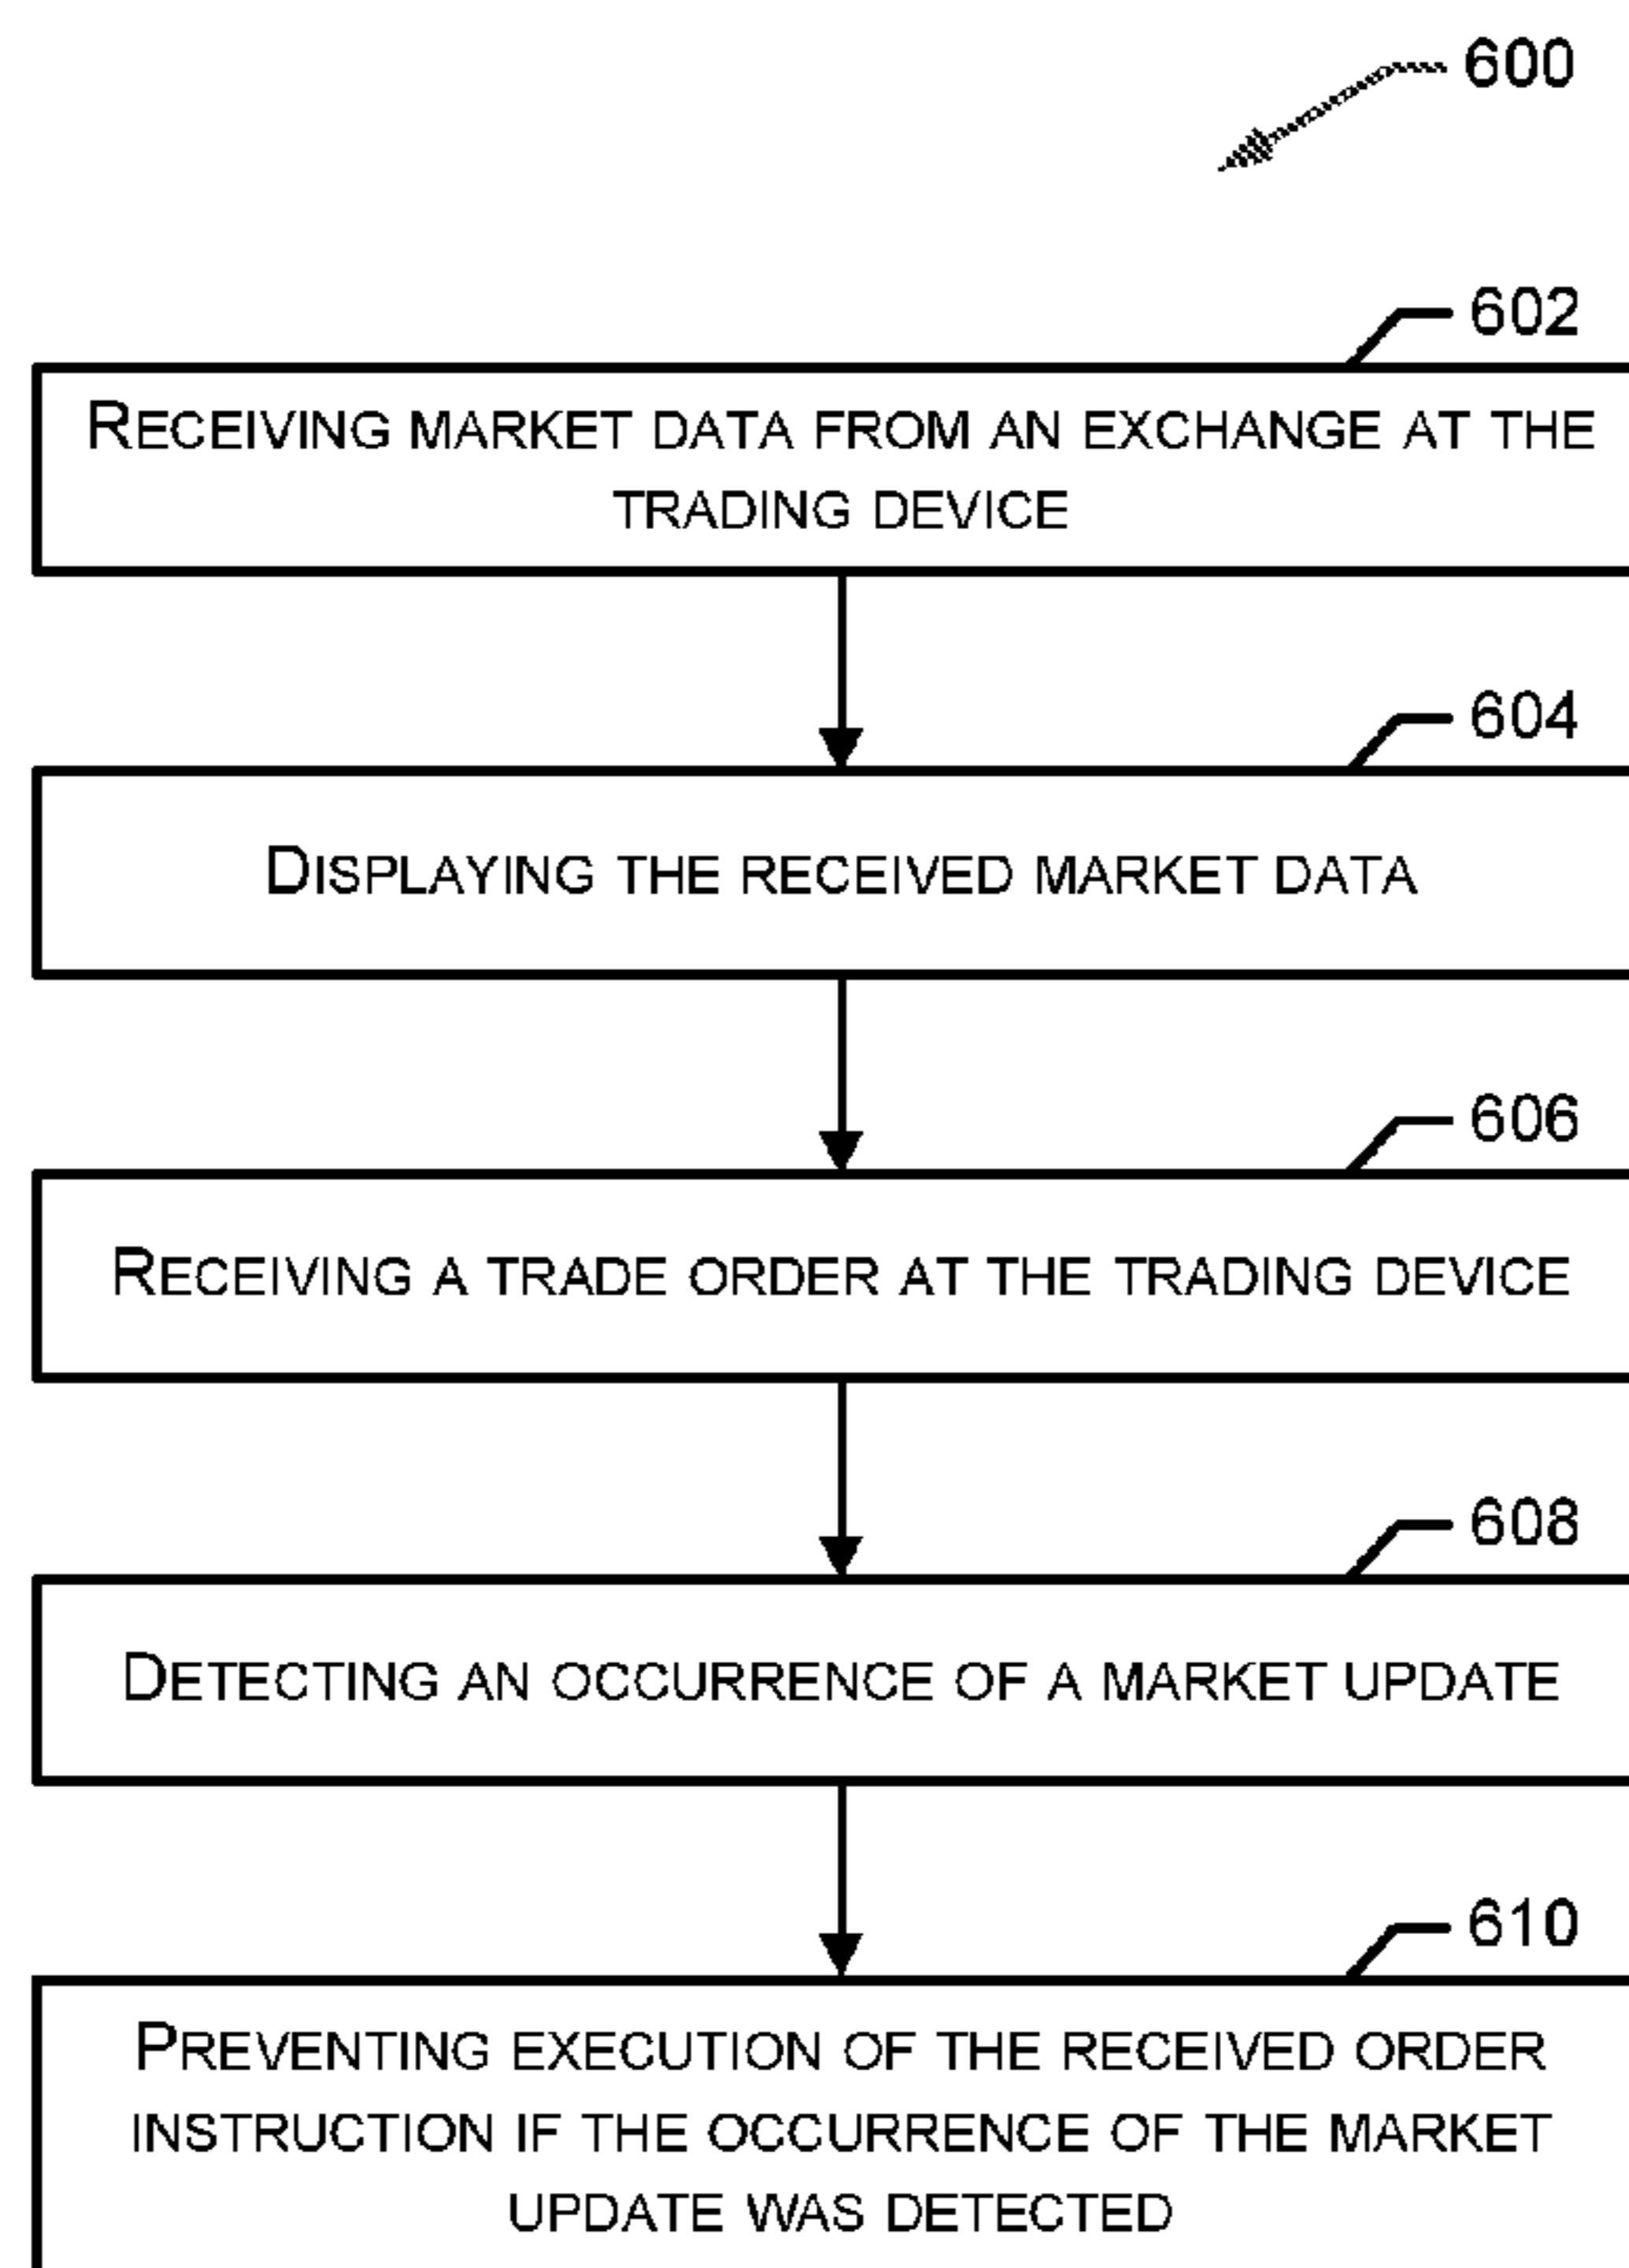 600
602
RECEIVING MARKET DATA FROM AN EXCHANGE AT THE
TRADING DEVICE
604
DISPLAYING THE RECEIVED MARKET DATA
606
RECEIVING A TRADE ORDER AT THE TRADING DEVICE
608
DETECTING AN OCCURRENCE OF A MARKET UPDATE
610
PREVENTING EXECUTION OF THE RECEIVED ORDER
INSTRUCTION IF THE OCCURRENCE OF THE MARKET
UPDATE WAS DETECTED